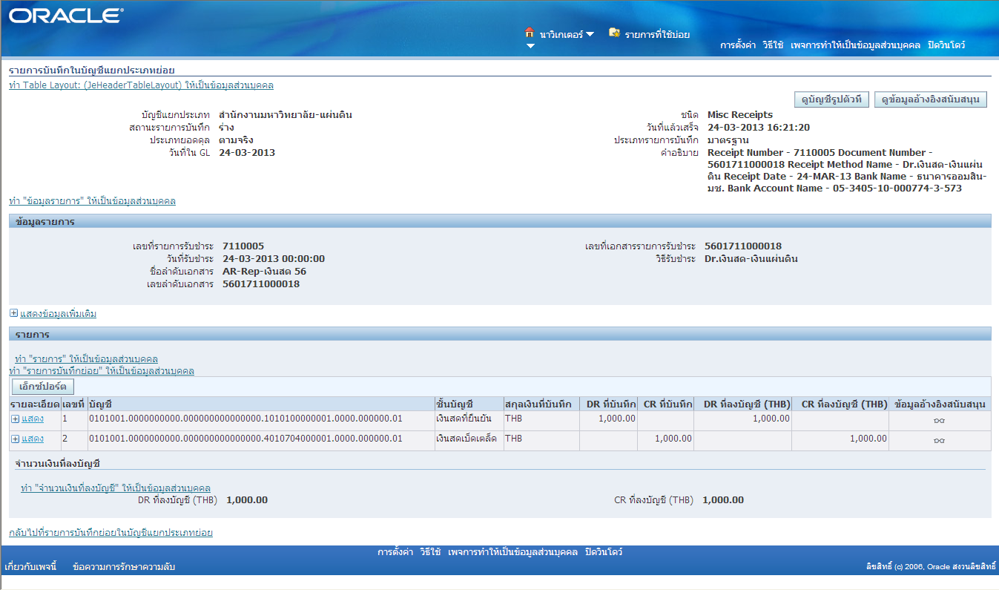 ORACLE®
นาวิเกเตอร์ รายการที่ใช้บ่อย
การตั้งค่า วิธีใช้ เพจการทำให้เป็นข้อมูลส่วนบุคคล ปิดวินโดว์
รายการบันทึกในบัญชีแยกประเภทย่อย
ทำ Table Layout: (JeHeaderTableLayout) ให้เป็นข้อมูลส่วนบุคคล
ดูบัญชีรูปตัวที ดูข้อมูลอ้างอิงสนับสนุน
บัญชีแยกประเภท สำนักงานมหาวิทยาลัย-แผ่นดิน
สถานะรายการบันทึก ร่าง
ประเภทยอดดุล ตามจริง
วันที่ใน GL 24-03-2013
ชนิด Misc Receipts
วันที่แล้วเสร็จ 24-03-2013 16:21:20
ประเภทรายการบันทึก มาตรฐาน
คำอธิบาย Receipt Number - 7110005 Document Number -
5601711000018 Receipt Method Name - Dr.เงินสด-เงินแผ่น
ดิน Receipt Date - 24-MAR-13 Bank Name - ธนาคารออมสิน-
มช. Bank Account Name - 05-3405-10-000774-3-573
ทำ "ข้อมูลรายการ" ให้เป็นข้อมูลส่วนบุคคล
ข้อมูลรายการ
เลขที่รายการรับชำระ 7110005
วันที่รับชำระ 24-03-2013 00:00:00
ชื่อลำดับเอกสาร AR-Rep-เงินสด 56
เลขลำดับเอกสาร 5601711000018
เลขที่เอกสารรายการรับชำระ 5601711000018
วิธีรับชำระ Dr.เงินสด-เงินแผ่นดิน
แสดงข้อมูลเพิ่มเติม
รายการ
ทำ "รายการ" ให้เป็นข้อมูลส่วนบุคคล
ทำ "รายการบันทึกย่อย" ให้เป็นข้อมูลส่วนบุคคล
เอ็กซ์ปอร์ต
รายละเอียด เลขที่ บัญชี ชั้นบัญชี สกุลเงินที่บันทึก DR ที่บันทึก CR ที่บันทึก DR ที่ลงบัญชี (THB) CR ที่ลงบัญชี (THB) ข้อมูลอ้างอิงสนับสนุน
แสดง 1 0101001.0000000000.000000000000000.1010100000001.0000.000000.01 เงินสดที่ยืนยัน THB 1,000.00 1,000.00
แสดง 2 0101001.0000000000.000000000000000.4010704000001.0000.000000.01 เงินสดเบ็ดเตล็ด THB 1,000.00 1,000.00
จำนวนเงินที่ลงบัญชี
ทำ "จำนวนเงินที่ลงบัญชี" ให้เป็นข้อมูลส่วนบุคคล
DR ที่ลงบัญชี (THB) 1,000.00 CR ที่ลงบัญชี (THB) 1,000.00
กลับไปที่รายการบันทึกย่อยในบัญชีแยกประเภทย่อย
การตั้งค่า วิธีใช้ เพจการทำให้เป็นข้อมูลส่วนบุคคล ปิดวินโดว์
เกี่ยวกับเพจนี้ ข้อความการรักษาความลับ ลิขสิทธิ์ (c) 2006, Oracle สงวนลิขสิทธิ์